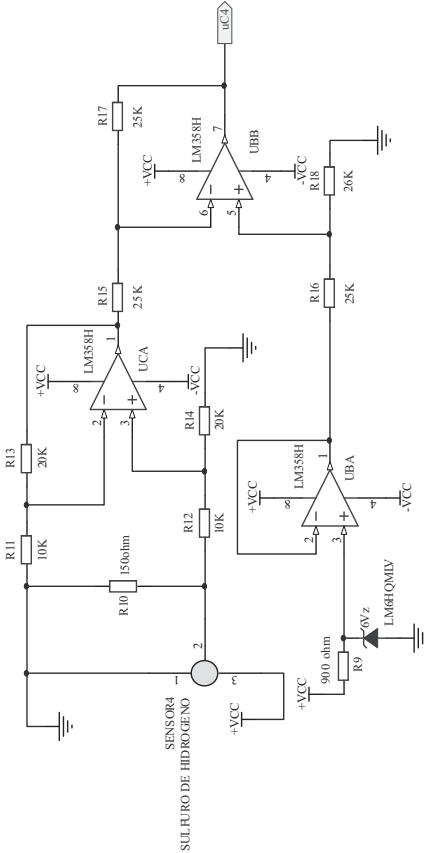 R11
10K
R13
20K
R15
25K
R17
25K
+VCC
8
LM358H
2
3
1
4
-VCC
UCA
R10
150ohm
SENSOR4
SULFURO DE HIDROGENO
1
2
3
+VCC
R12
10K
R14
20K
+VCC
8
LM358H
6
5
7
4
-VCC
UBB
uC4
+VCC
900 ohm
R9
6Vz
LM6HQMLV
+VCC
8
LM358H
2
3
1
4
-VCC
UBA
R16
25K
R18
26K